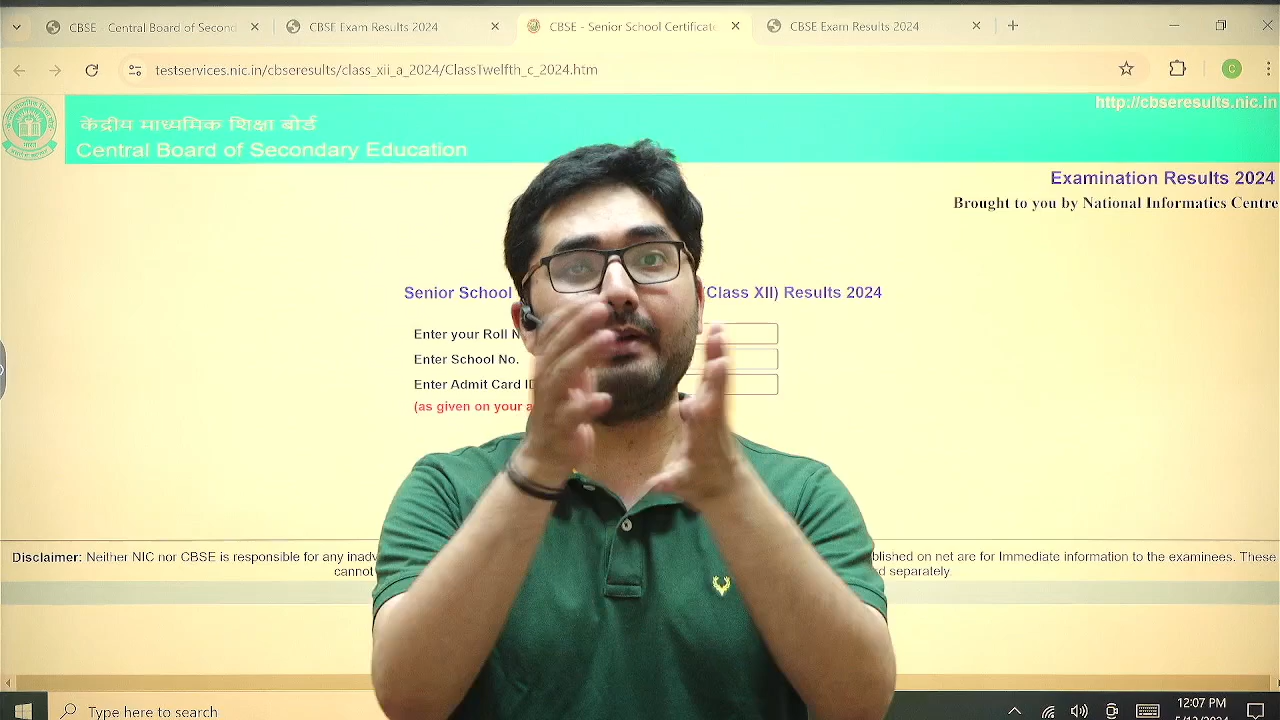 CBSE - Central Board of Second
CBSE Exam Results 2024
CBSE - Senior School Certificate
CBSE Exam Results 2024
testservices.nic.in/cbseresults/class_xii_a_2024/ClassTwelfth_c_2024.htm
C
http://cbseresults.nic.in
केंद्रीय माध्यमिक शिक्षा बोर्ड
Central Board of Secondary Education
Examination Results 2024
Brought to you by National Informatics Centre
Senior School (Class XII) Results 2024
Enter your Roll N
Enter School No.
Enter Admit Card ID
(as given on your a
Disclaimer: Neither NIC nor CBSE is responsible for any inadv blished on net are for Immediate information to the examinees. These
cannot d separately.
Type here to search
12:07 PM